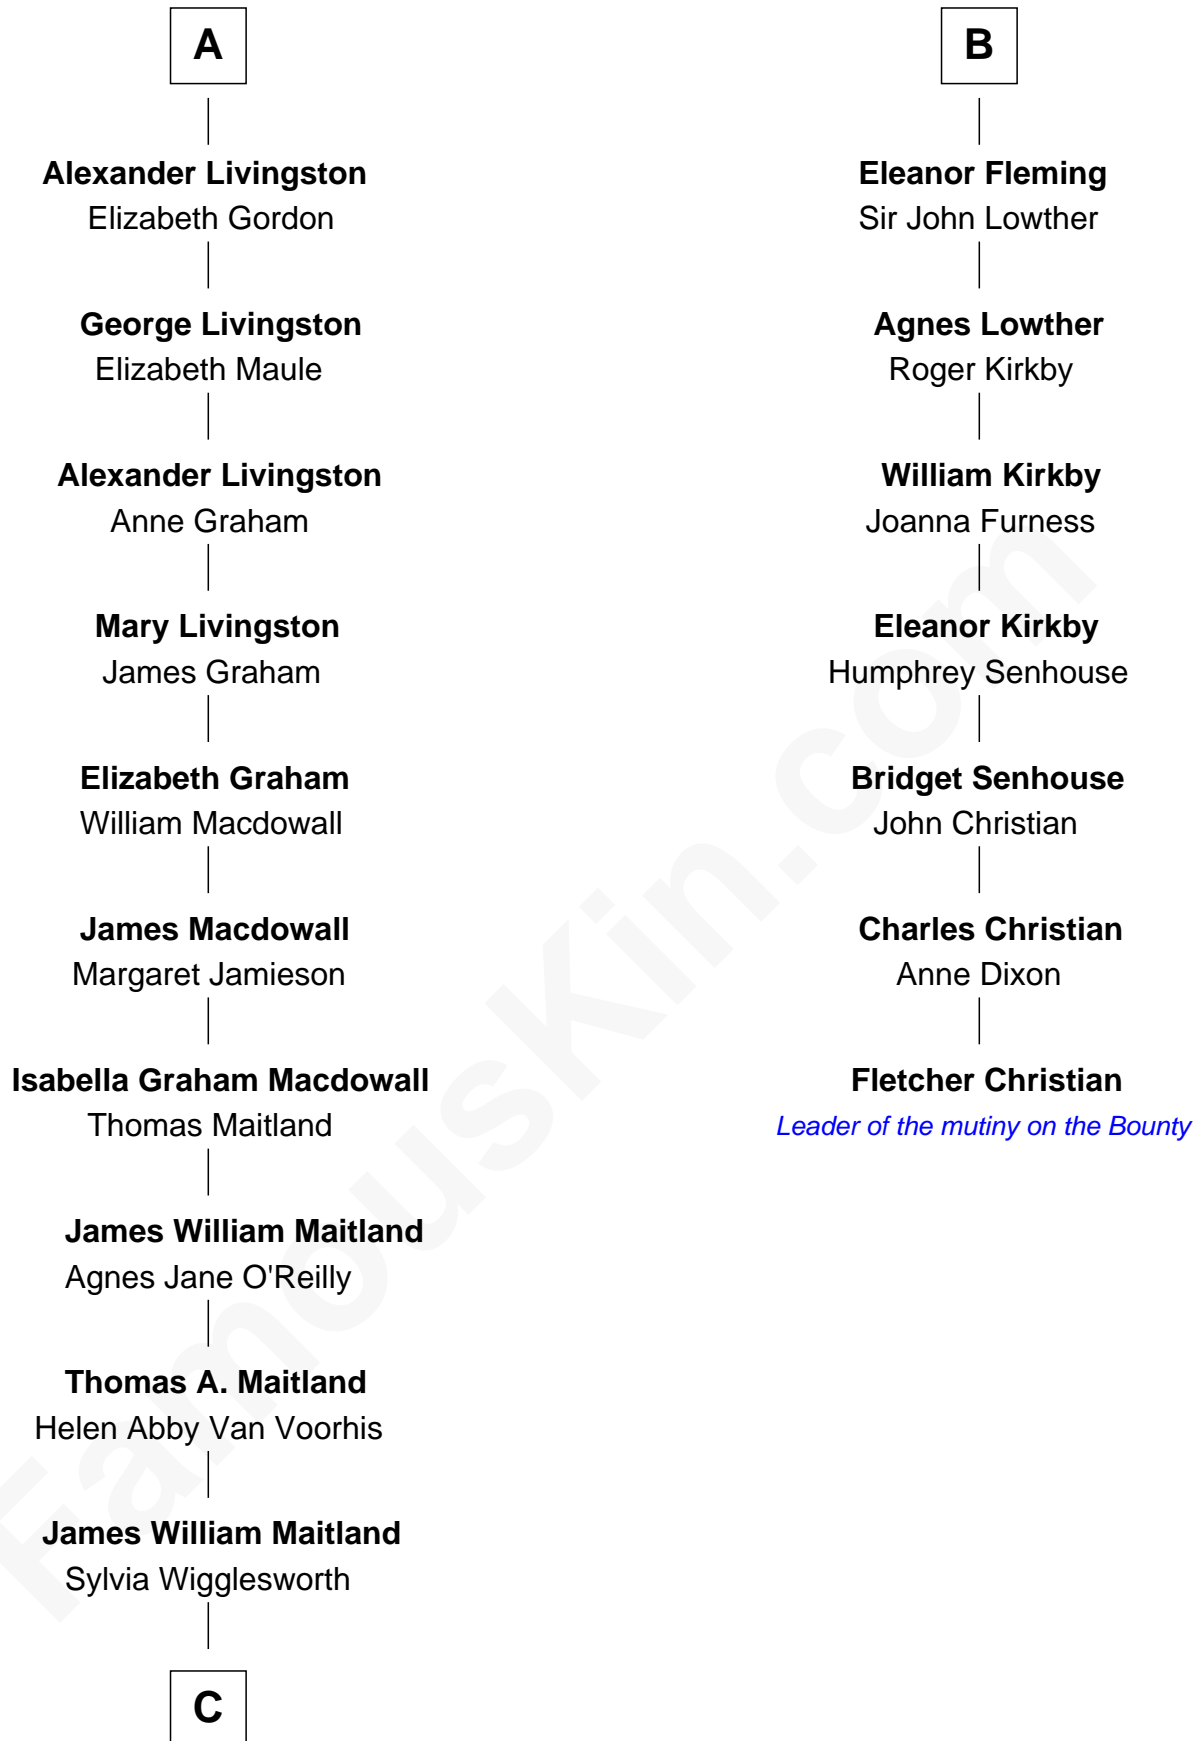 A
Alexander Livingston
Elizabeth Gordon
George Livingston
Elizabeth Maule
Alexander Livingston
Anne Graham
Mary Livingston
James Graham
Elizabeth Graham
William Macdowall
James Macdowall
Margaret Jamieson
Isabella Graham Macdowall
Thomas Maitland
James William Maitland
Agnes Jane O'Reilly
Thomas A. Maitland
Helen Abby Van Voorhis
James William Maitland
Sylvia Wigglesworth
C
B
Eleanor Fleming
Sir John Lowther
Agnes Lowther
Roger Kirkby
William Kirkby
Joanna Furness
Eleanor Kirkby
Humphrey Senhouse
Bridget Senhouse
John Christian
Charles Christian
Anne Dixon
Fletcher Christian
Leader of the mutiny on the Bounty
FamousKin.com